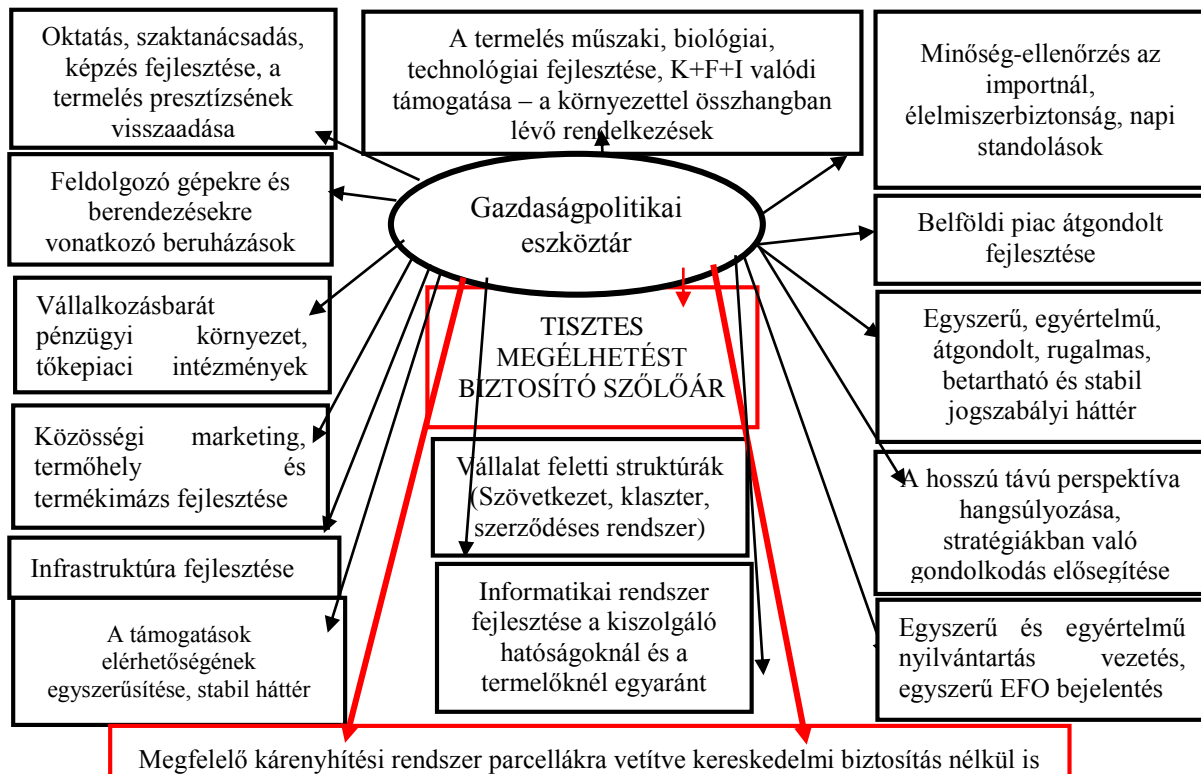 Oktatás, szaktanácsadás,
képzés fejlesztése, a
termelés presztízsének
visszaadása
A termelés műszaki, biológiai,
technológiai fejlesztése, K+F+I valódi
támogatása – a környezettel összhangban
lévő rendelkezések
Minőség-ellenőrzés az
importnál,
élelmiszerbiztonság, napi
standolások
Feldolgozó gépekre és
berendezésekre
vonatkozó beruházások
Gazdaságpolitikai
eszköztár
Belföldi piac átgondolt
fejlesztése
Vállalkozásbarát
pénzügyi környezet,
tőkepiaci intézmények
TISZTES
MEGÉLHETÉST
BIZTOSÍTÓ SZŐLŐÁR
Egyszerű, egyértelmű,
átgondolt, rugalmas,
betartható és stabil
jogszabályi háttér
Közösségi marketing,
termőhely és
termékimázs fejlesztése
Vállalat feletti struktúrák
(Szövetkezet, klaszter,
szerződéses rendszer)
A hosszú távú perspektíva
hangsúlyozása,
stratégiákban való
gondolkodás elősegítése
Infrastruktúra fejlesztése
A támogatások
elérhetőségének
egyszerűsítése, stabil háttér
Informatikai rendszer
fejlesztése a kiszolgáló
hatóságoknál és a
termelőknél egyaránt
Egyszerű és egyértelmű
nyilvántartás vezetés,
egyszerű EFO bejelentés
Megfelelő kárenyhítési rendszer parcellákra vetítve kereskedelmi biztosítás nélkül is